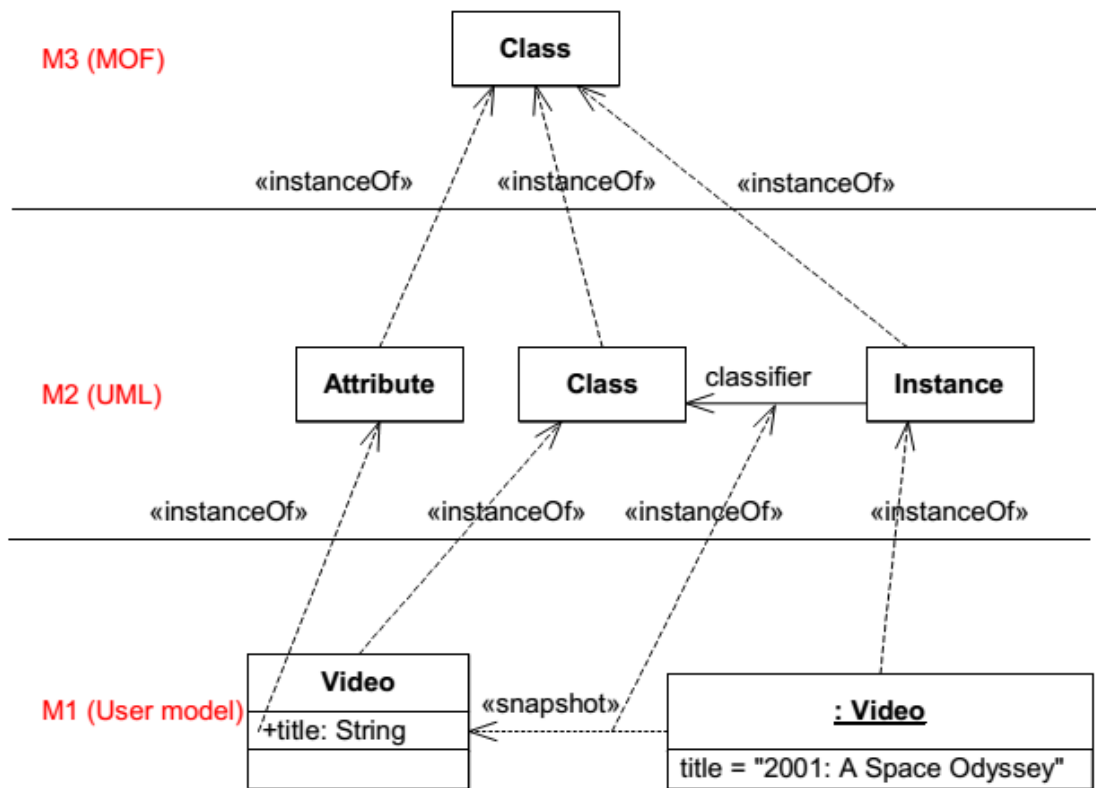 Class
M3 (MOF)
«instanceOf» «instanceOf» «instanceOf»
Attribute
Class
classifier
Instance
M2 (UML)
«instanceOf» «instanceOf» «instanceOf» «instanceOf»
Video
+title: String
M1 (User model)
«snapshot»
: Video
title = "2001: A Space Odyssey"